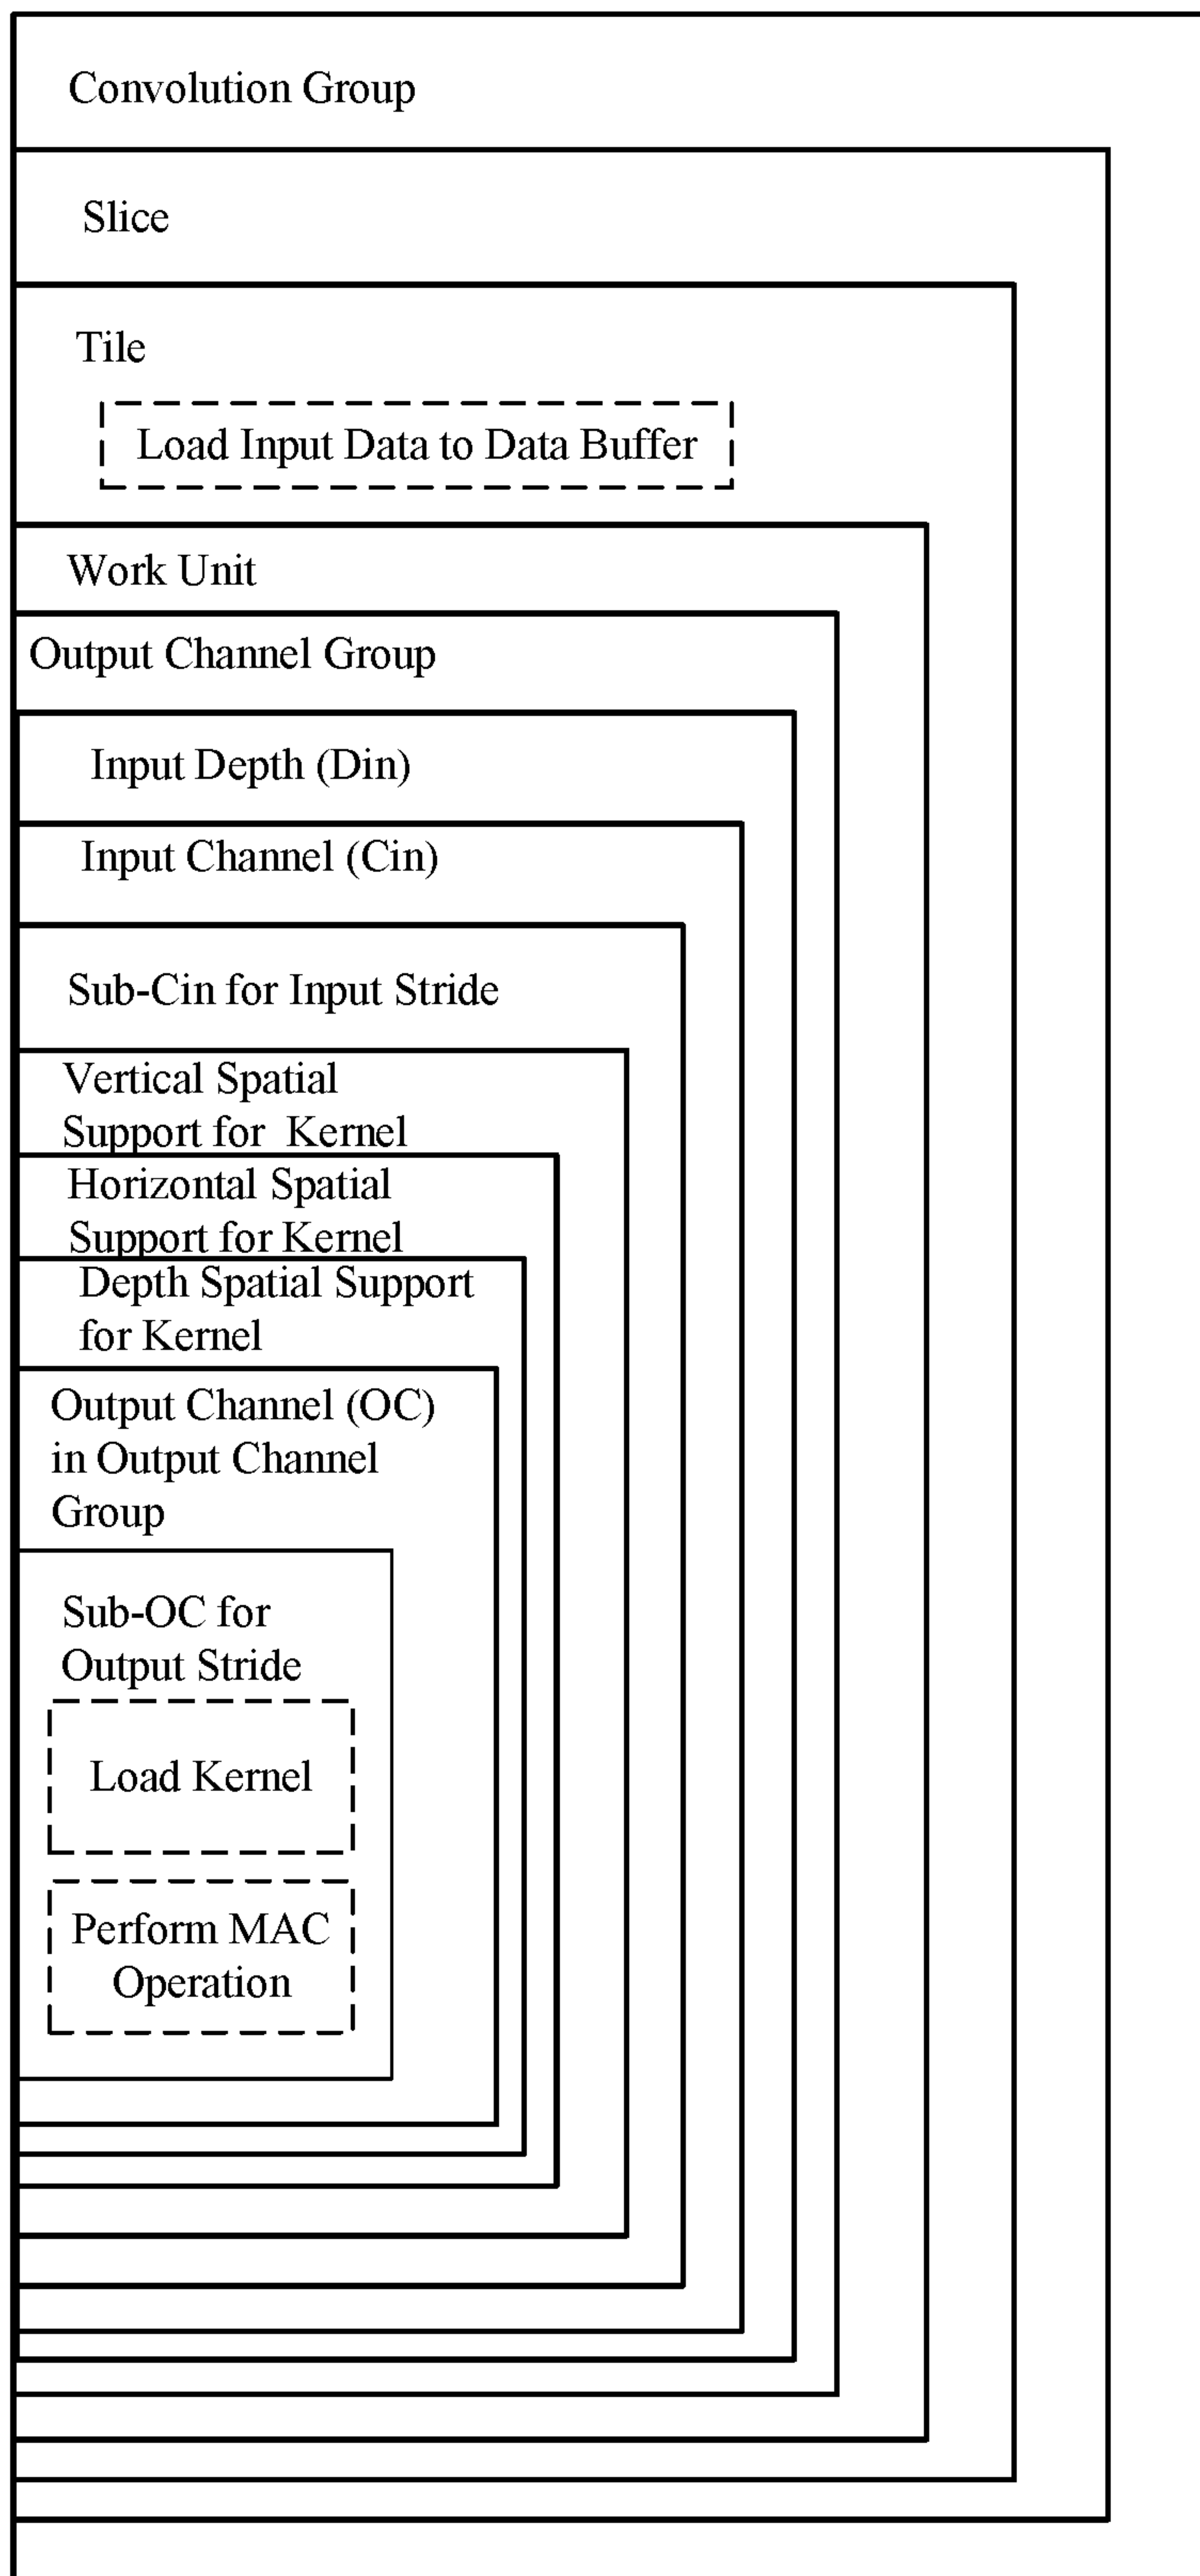 Convolution Group
Slice
Tile
Load Input Data to Data Buffer
Work Unit
Output Channel Group
Input Depth (Din)
Input Channel (Cin)
Sub-Cin for Input Stride
Vertical Spatial
Support for Kernel
Horizontal Spatial
Support for Kernel
Depth Spatial Support
for Kernel
Output Channel (OC)
in Output Channel
Group
Sub-OC for
Output Stride
Load Kernel
Perform MAC
Operation